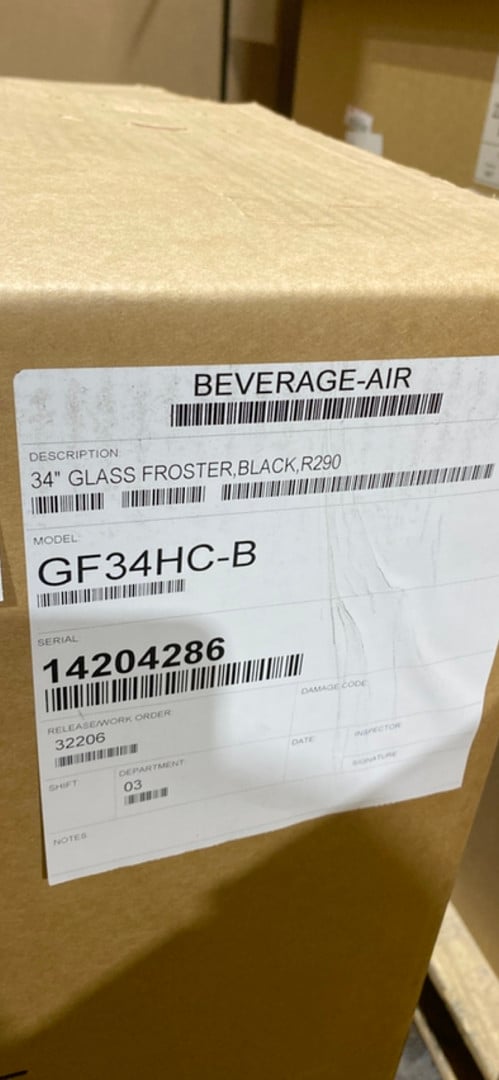 BEVERAGE-AIR
DESCRIPTION:
34" GLASS FROSTER,BLACK,R290
MODEL:
GF34HC-B
SERIAL
14204286
DAMAGE CODE:
RELEASE/WORK ORDER
32206
DATE
INSPECTOR
SIGNATURE
SHIFT
DEPARTMENT
03
NOTES